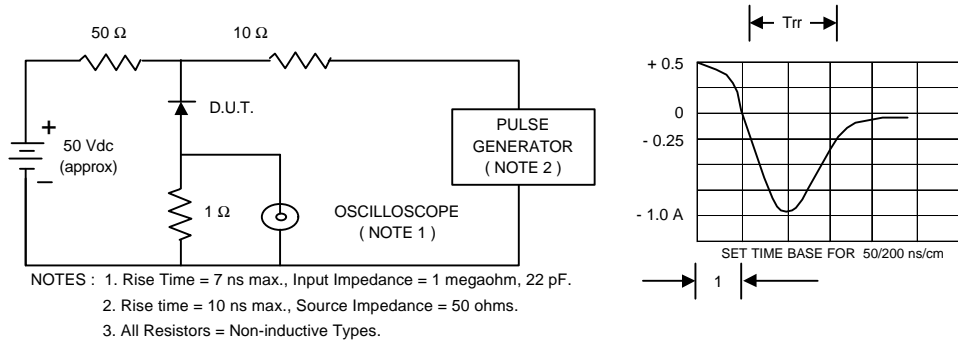 50 Ω
10 Ω
Trr
+ 0.5
D.U.T.
0
+
50 Vdc
(approx)
PULSE
GENERATOR
( NOTE 2 )
- 0.25
1 Ω
OSCILLOSCOPE
( NOTE 1 )
- 1.0 A
SET TIME BASE FOR 50/200 ns/cm
1
NOTES : 1. Rise Time = 7 ns max., Input Impedance = 1 megaohm, 22 pF.
2. Rise time = 10 ns max., Source Impedance = 50 ohms.
3. All Resistors = Non-inductive Types.